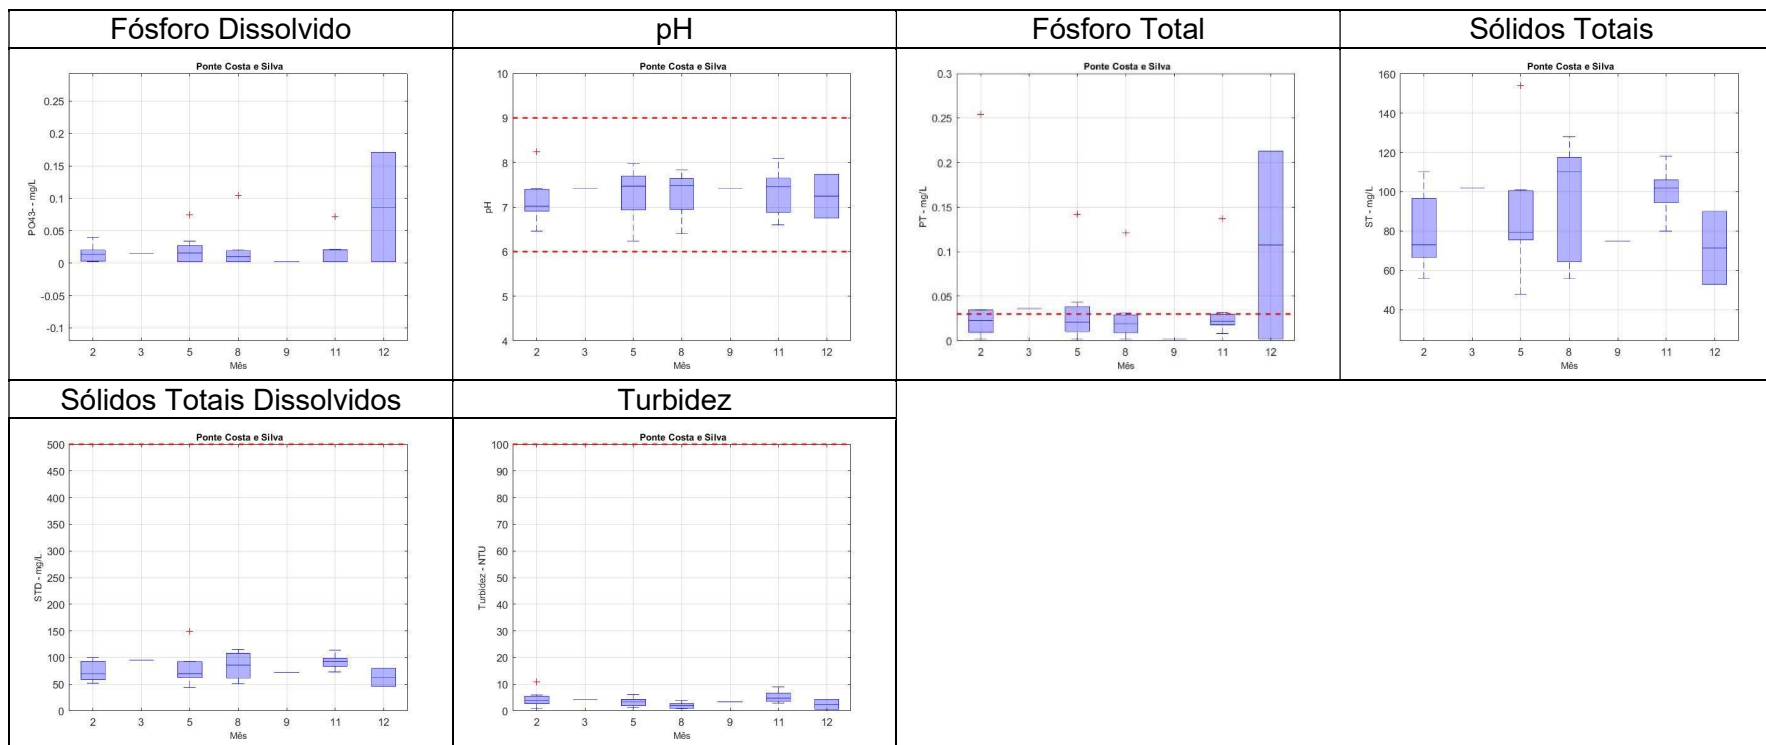 Fósforo Dissolvido
pH
Fósforo Total
Sólidos Totais
Ponte Costa e Silva
0.25
0.2
0.15
0.1
0.05
0
-0.05
-0.1
PO43- - mg/L
2 3 5 8 9 11 12
Mês
Ponte Costa e Silva
10
9
8
7
6
5
4
pH
2 3 5 8 9 11 12
Mês
Ponte Costa e Silva
0.3
0.25
0.2
0.15
0.1
0.05
0
PT - mg/L
2 3 5 8 9 11 12
Mês
Ponte Costa e Silva
160
140
120
100
80
60
40
ST - mg/L
2 3 5 8 9 11 12
Mês
Sólidos Totais Dissolvidos
Turbidez
Ponte Costa e Silva
500
450
400
350
300
250
200
150
100
50
0
STD - mg/L
2 3 5 8 9 11 12
Mês
Ponte Costa e Silva
100
90
80
70
60
50
40
30
20
10
0
Turbidez - NTU
2 3 5 8 9 11 12
Mês